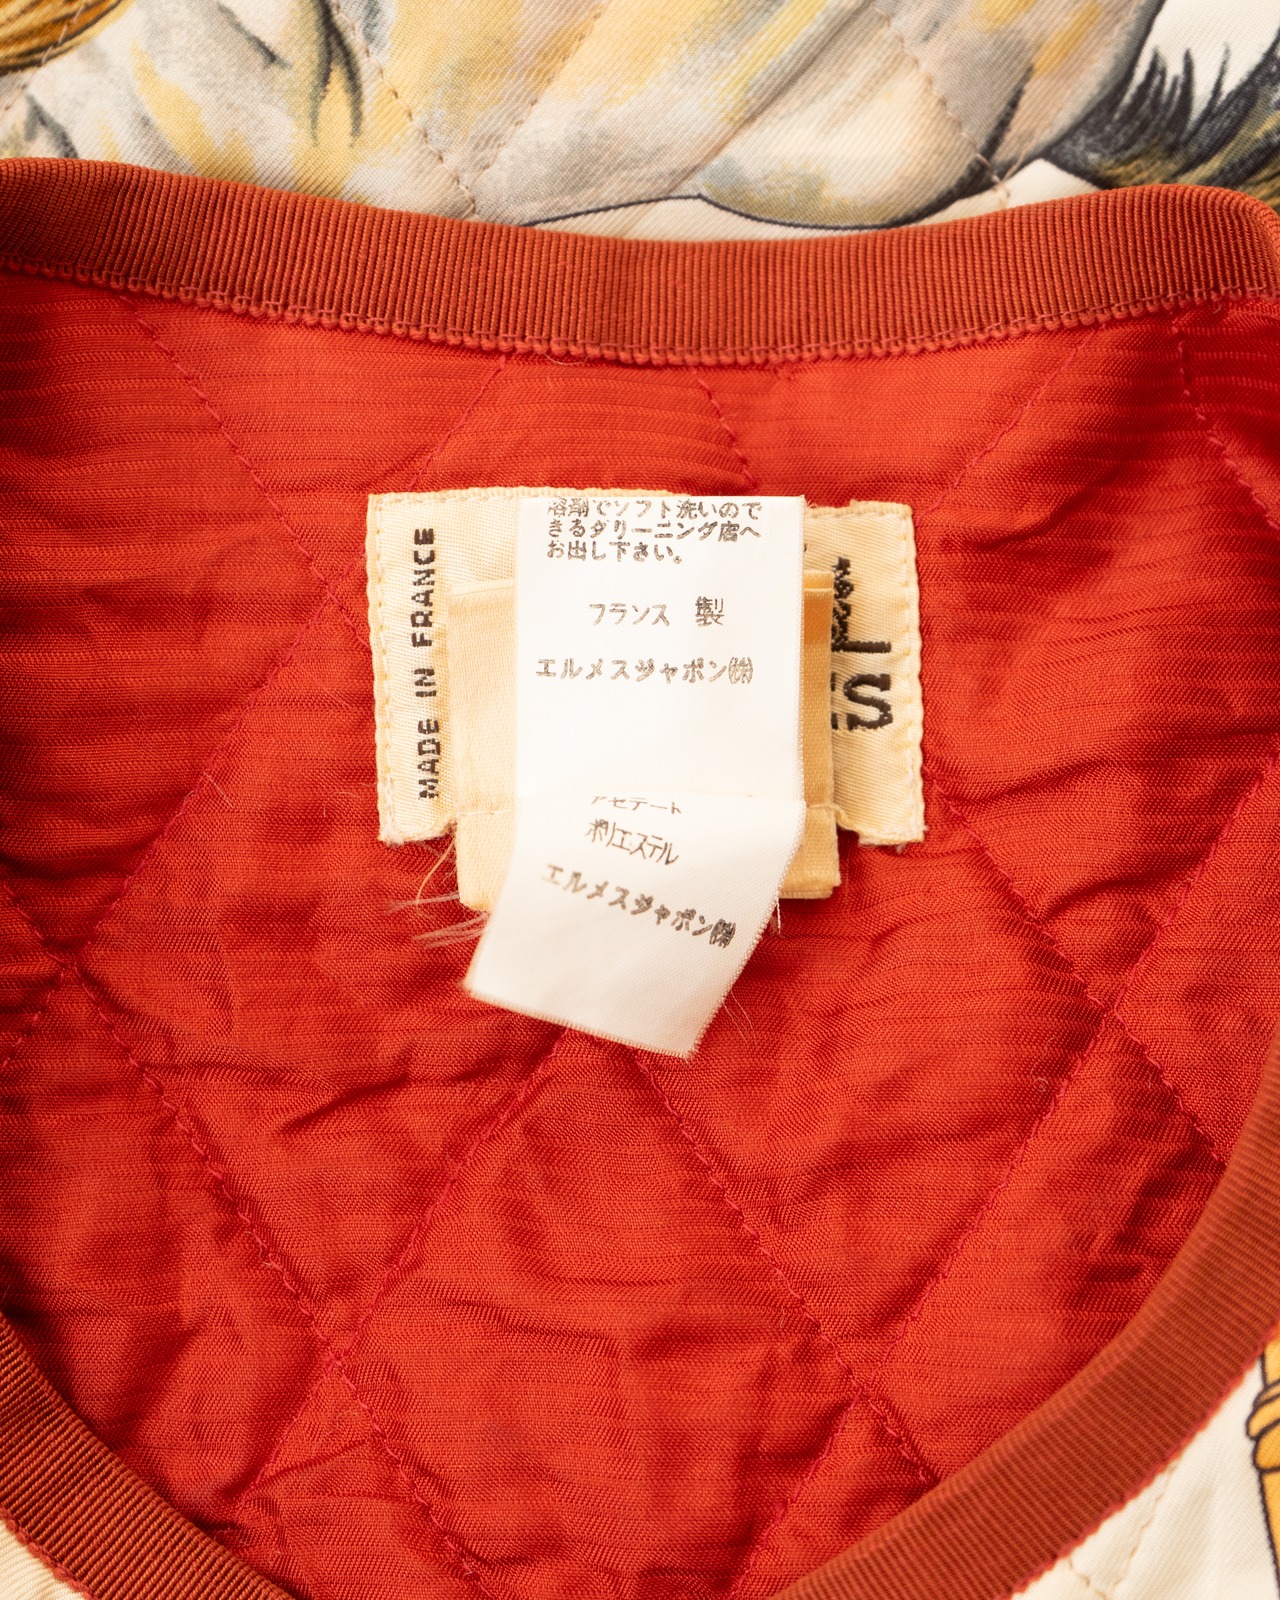 溶剤でソフト洗いので
きるダリーニング店へ
お出し下さい。
フランス 製
エルメスジャポン㈱
アセテート
ポリエステル
エルメスジャポン㈱
MADE IN FRANCE
ES